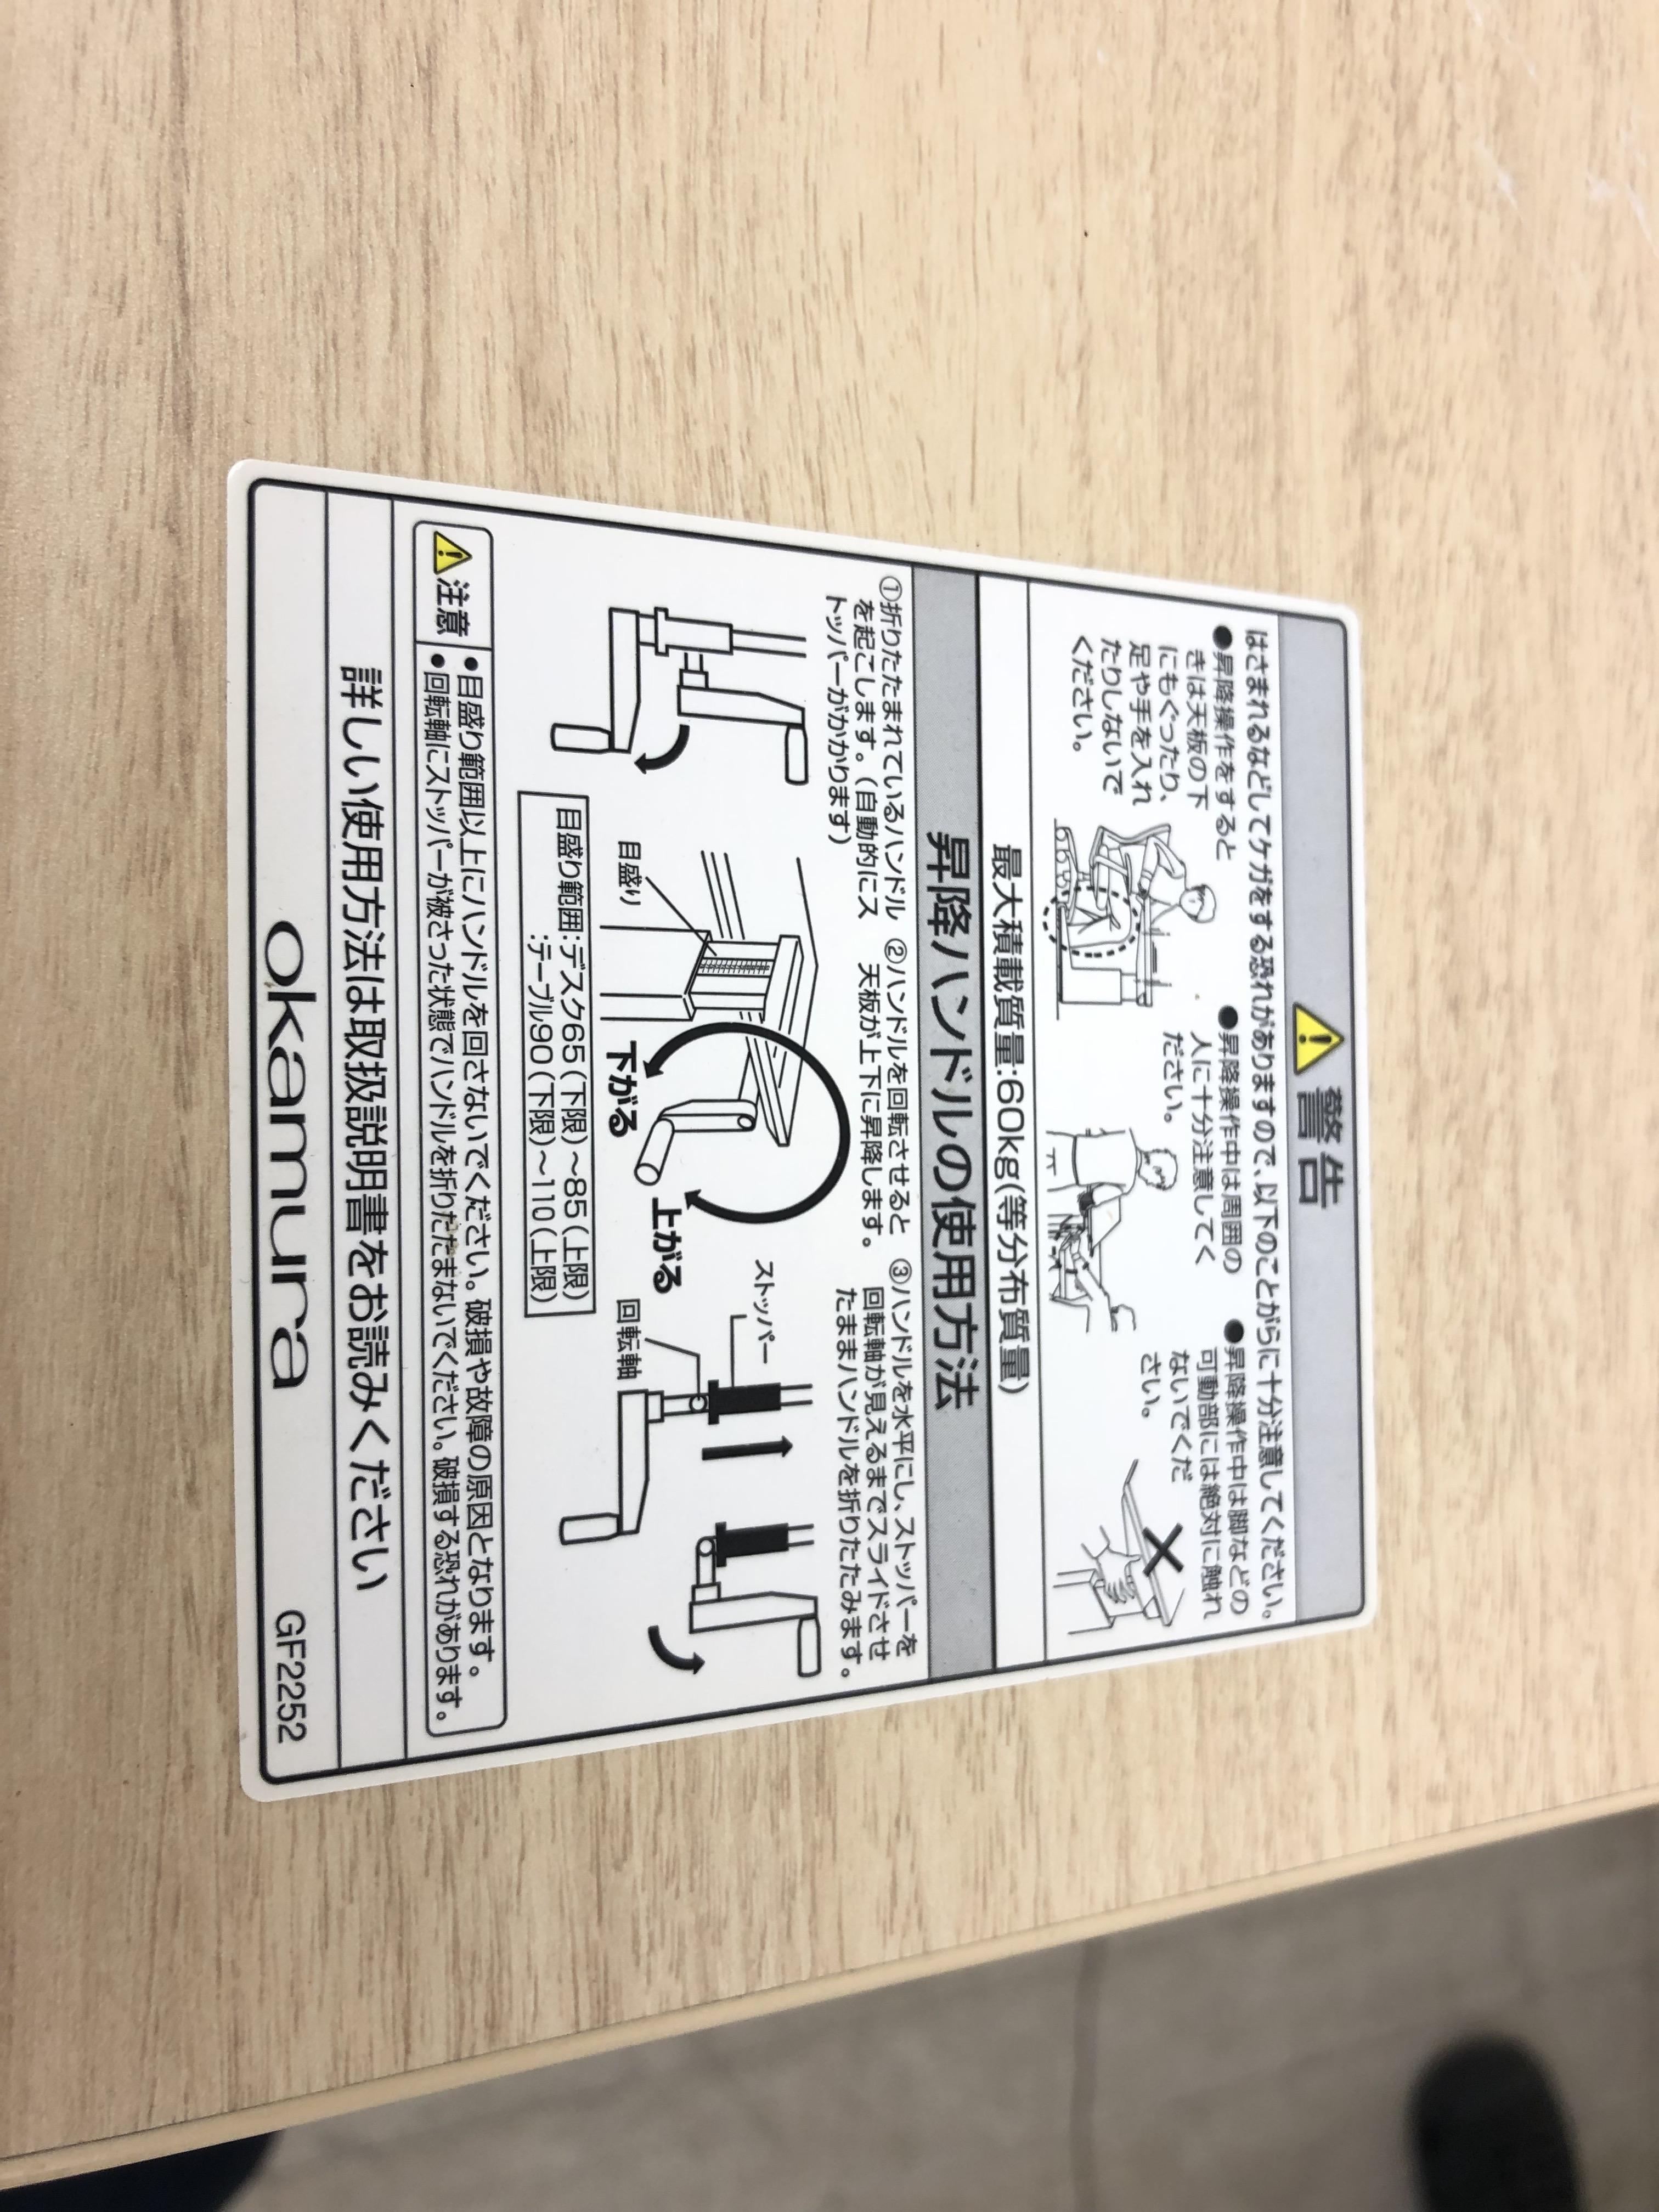 警告
はさまれるなどしてケガをする恐れがありますので、以下のことがらに十分注意してください。
●昇降操作をすると
きは天板の下
にもぐったり、
足や手を入れ
たりしないで
ください。
●昇降操作中は周囲の
人に十分注意してく
ださい。
●昇降操作中は脚などの
可動部には絶対に触れ
ないでくだ
さい。
最大積載質量:60kg(等分布質量)
昇降ハンドルの使用方法
①折りたたまれているハンドル
を起こします。(自動的にス
トッパーがかかります)
②ハンドルを回転させると
天板が上下に昇降します。
③ハンドルを水平にし、ストッパーを
回転軸が見えるまでスライドさせ
たままハンドルを折りたたみます。
目盛り
下がる
上がる
ストッパー
回転軸
目盛り範囲:デスク65(下限)〜85(上限)
:テーブル90(下限)〜110(上限)
注意
•目盛り範囲以上にハンドルを回さないでください。破損や故障の原因となります。
•回転軸にストッパーが被さった状態でハンドルを折りたたまないでください。破損する恐れがあります。
詳しい使用方法は取扱説明書をお読みください
okamura
GF2252